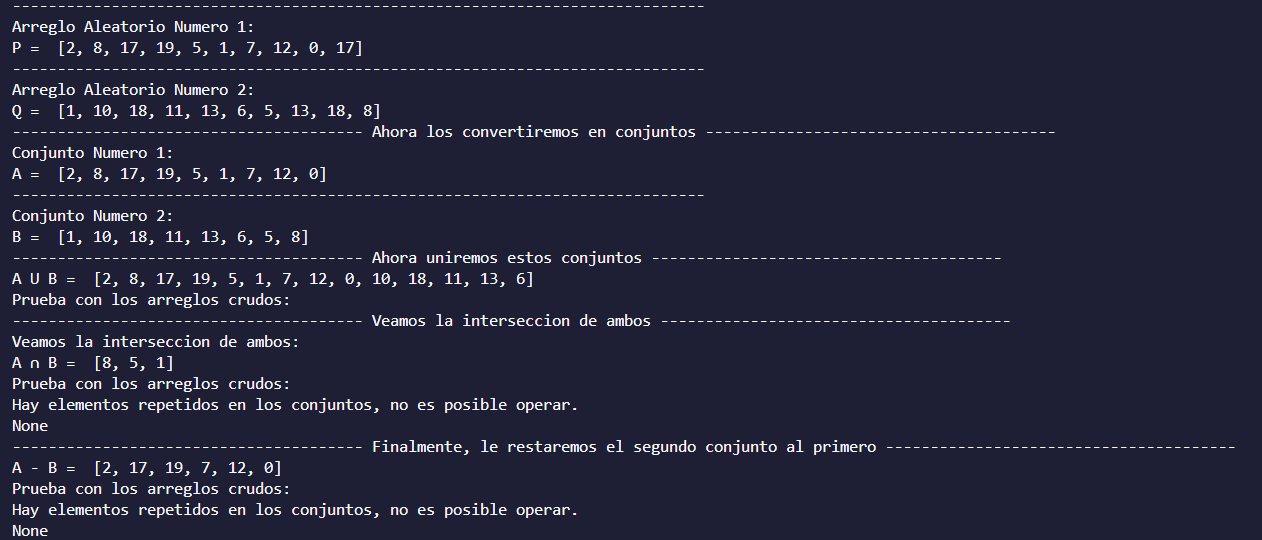 -----------------------------------------------------------------------------
Arreglo Aleatorio Numero 1:
P =  [2, 8, 17, 19, 5, 1, 7, 12, 0, 17]
-----------------------------------------------------------------------------
Arreglo Aleatorio Numero 2:
Q =  [1, 10, 18, 11, 13, 6, 5, 13, 18, 8]
--------------------------------------- Ahora los convertiremos en conjuntos ---------------------------------------
Conjunto Numero 1:
A =  [2, 8, 17, 19, 5, 1, 7, 12, 0]
-----------------------------------------------------------------------------
Conjunto Numero 2:
B =  [1, 10, 18, 11, 13, 6, 5, 8]
--------------------------------------- Ahora uniremos estos conjuntos ---------------------------------------
A U B =  [2, 8, 17, 19, 5, 1, 7, 12, 0, 10, 18, 11, 13, 6]
Prueba con los arreglos crudos:
--------------------------------------- Veamos la interseccion de ambos ---------------------------------------
Veamos la interseccion de ambos:
A ∩ B =  [8, 5, 1]
Prueba con los arreglos crudos:
Hay elementos repetidos en los conjuntos, no es posible operar.
None
--------------------------------------- Finalmente, le restaremos el segundo conjunto al primero ---------------------------------------
A - B =  [2, 17, 19, 7, 12, 0]
Prueba con los arreglos crudos:
Hay elementos repetidos en los conjuntos, no es posible operar.
None